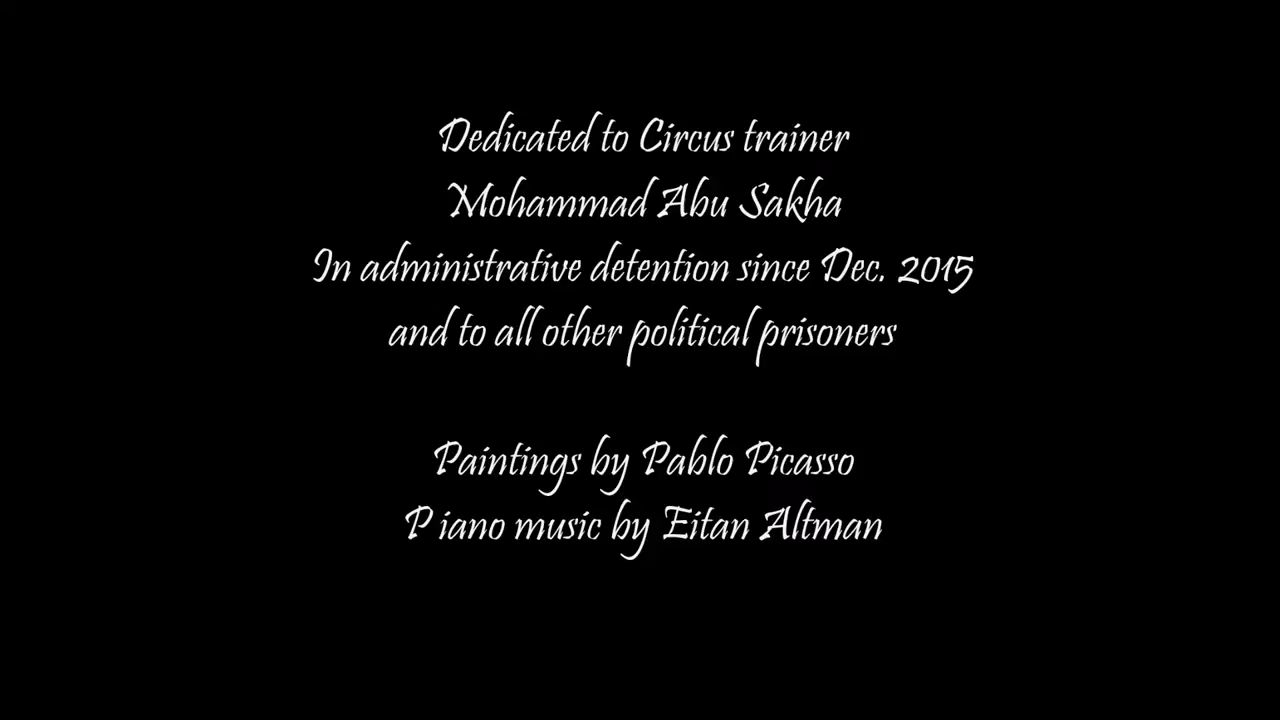 Dedicated to Circus trainer
Mohammad Abu Sakha
In administrative detention since Dec. 2015
and to all other political prisoners
Paintings by Pablo Picasso
P iano music by Eitan Altman